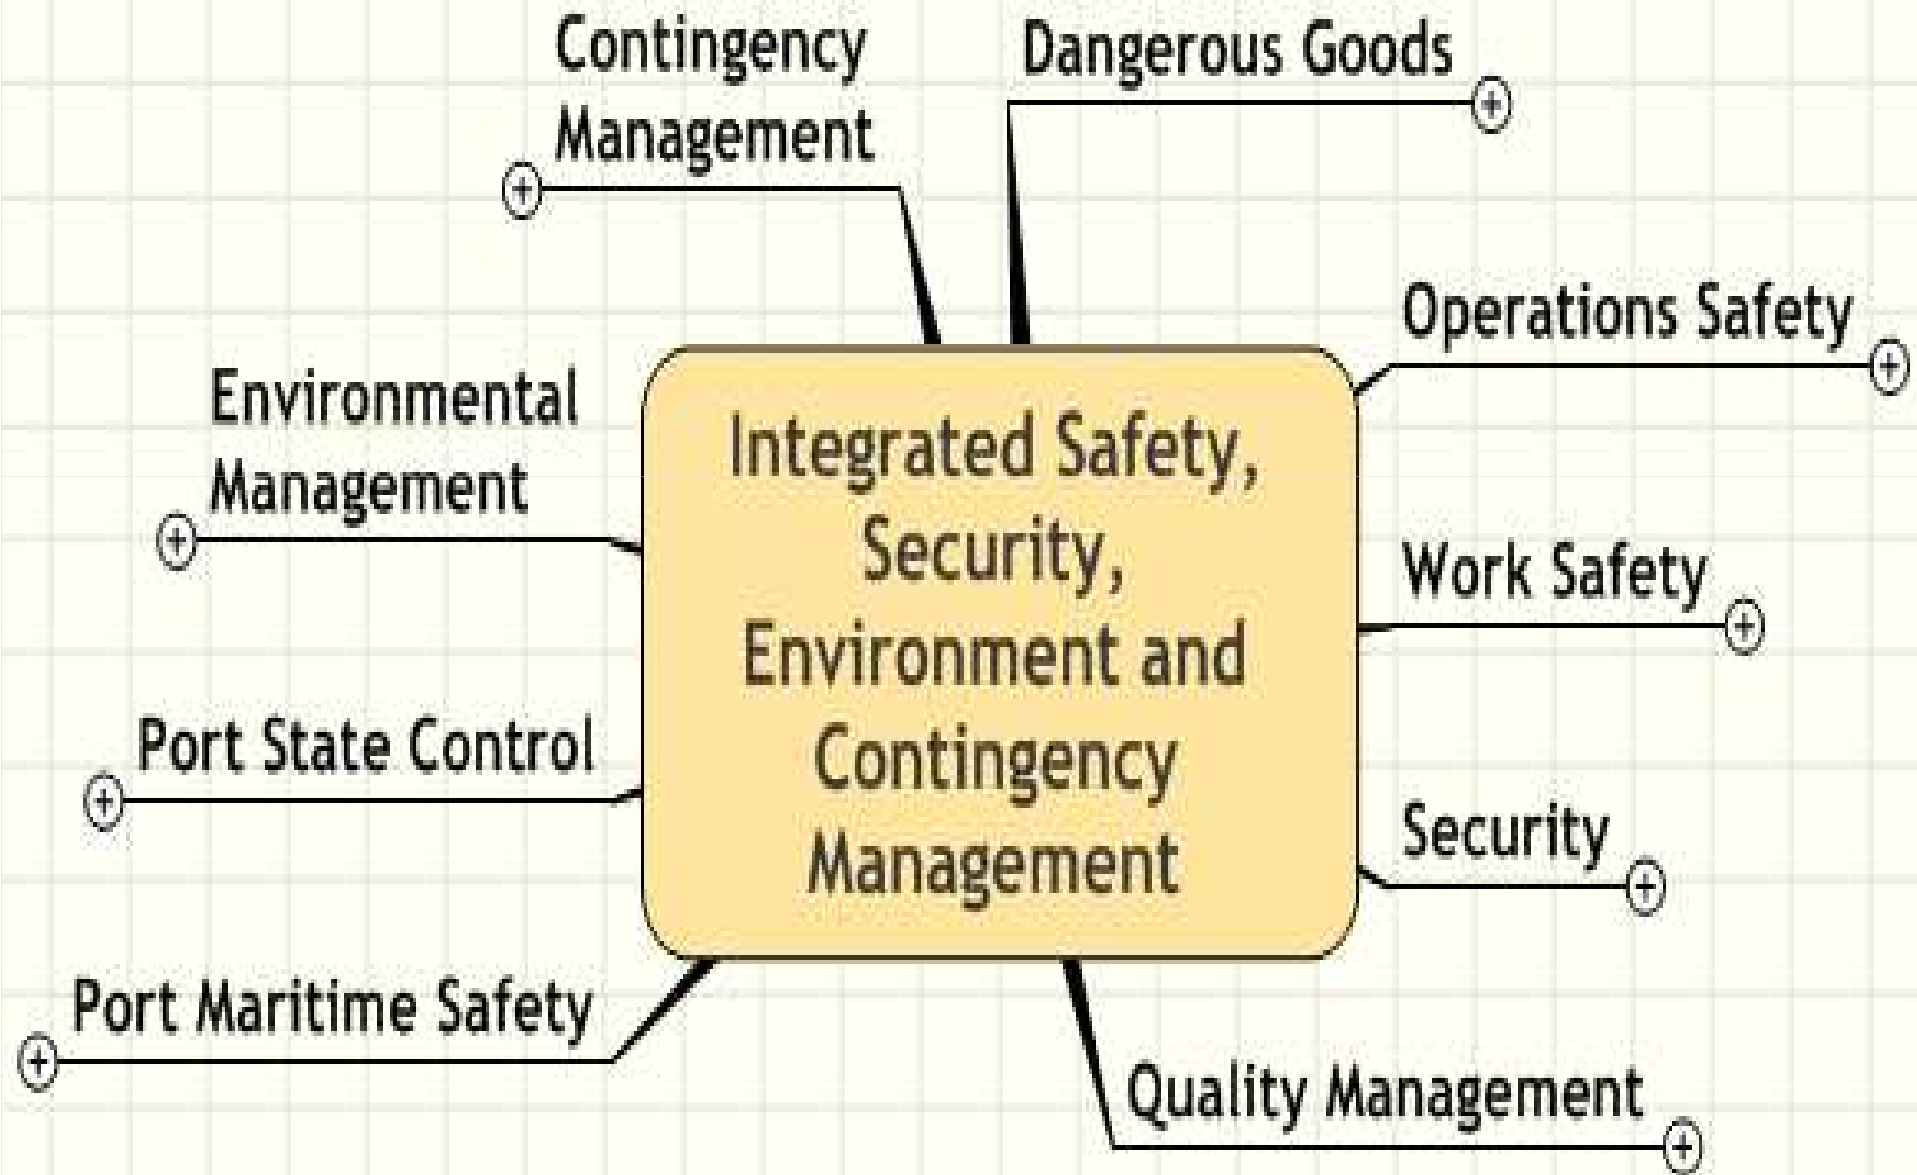 Contingency
Management
Dangerous Goods
Operations Safety
Environmental
Management
Integrated Safety,
Security,
Environment and
Contingency
Management
Work Safety
Port State Control
Security
Port Maritime Safety
Quality Management